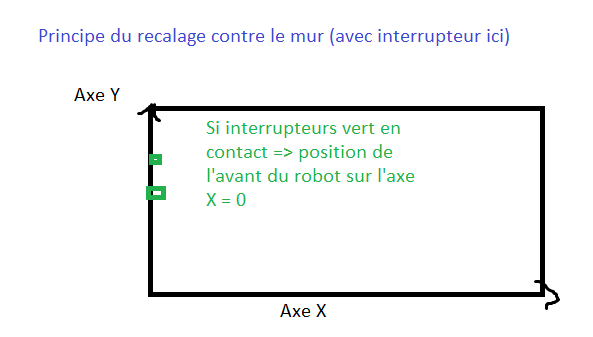 Principe du recalage contre le mur (avec interrupteur ici)
Axe Y
Si interrupteurs vert en
contact => position de
l'avant du robot sur l'axe
X = 0
Axe X